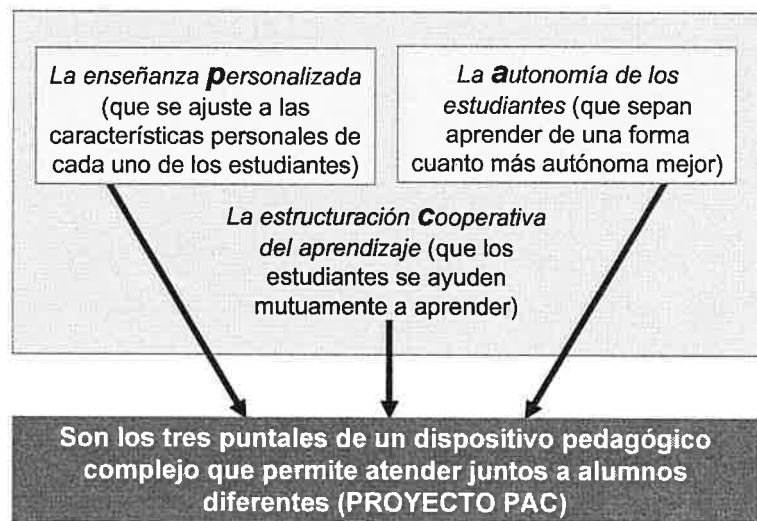 La enseñanza personalizada
(que se ajuste a las
características personales de
cada uno de los estudiantes)
La autonomía de los
estudiantes (que sepan
aprender de una forma
cuanto más autónoma mejor)
La estructuración cooperativa
del aprendizaje (que los
estudiantes se ayuden
mutuamente a aprender)
Son los tres puntales de un dispositivo pedagógico
complejo que permite atender juntos a alumnos
diferentes (PROYECTO PAC)